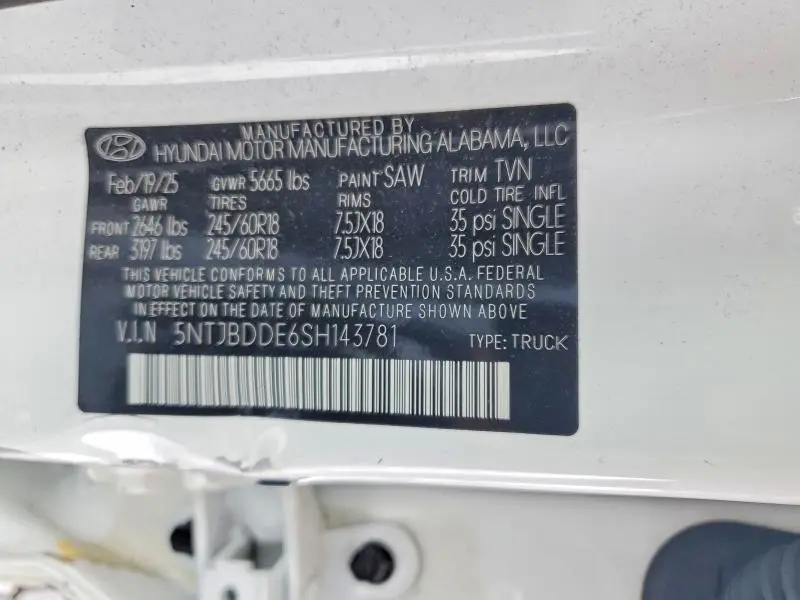 MANUFACTURED BY
HYUNDAI MOTOR MANUFACTURING ALABAMA, LLC
Feb/19/25 GVWR 5665 lbs PAINT SAW TRIM TVN
GAWR TIRES RIMS COLD TIRE INFL
FRONT 2646 lbs 245/60R18 7.5JX18 35 psi SINGLE
REAR 3197 lbs 245/60R18 7.5JX18 35 psi SINGLE
THIS VEHICLE CONFORMS TO ALL APPLICABLE U.S.A. FEDERAL
MOTOR VEHICLE SAFETY AND THEFT PREVENTION STANDARDS
IN EFFECT ON THE DATE OF MANUFACTURE SHOWN ABOVE
V.I.N 5NTJBDDE6SH143781 TYPE: TRUCK